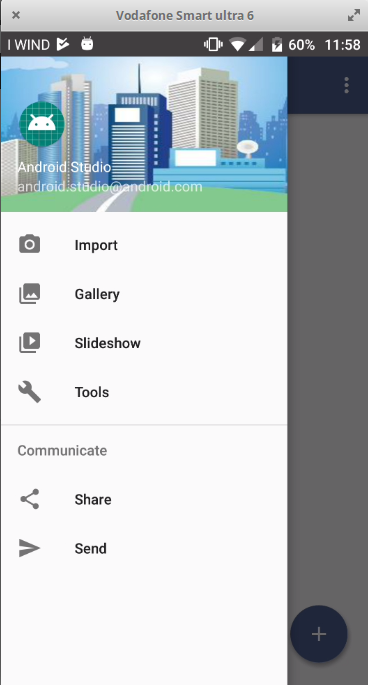 Vodafone Smart ultra 6
I WIND 60% 11:58
Android Studio
android.studio@android.com
Import
Gallery
Slideshow
Tools
Communicate
Share
Send